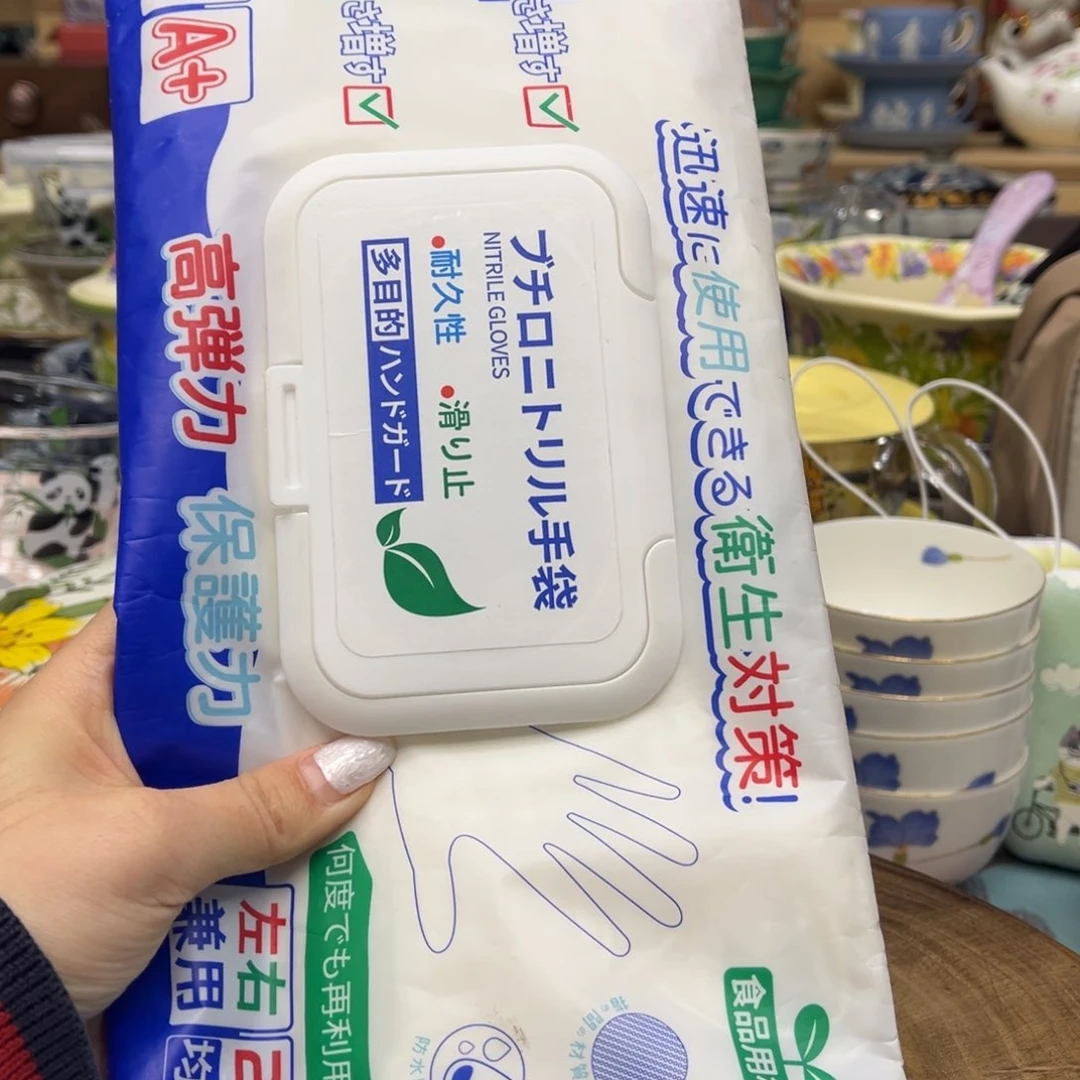 迅速に使用できる衛生対策!
増す
増す
ブチロニトリル手袋
NITRILE GLOVES
•耐久性 •滑り止
多目的ハンドガード
A+
高弾力 保護力
食品用
防水
何度でも再利用
左右
兼用